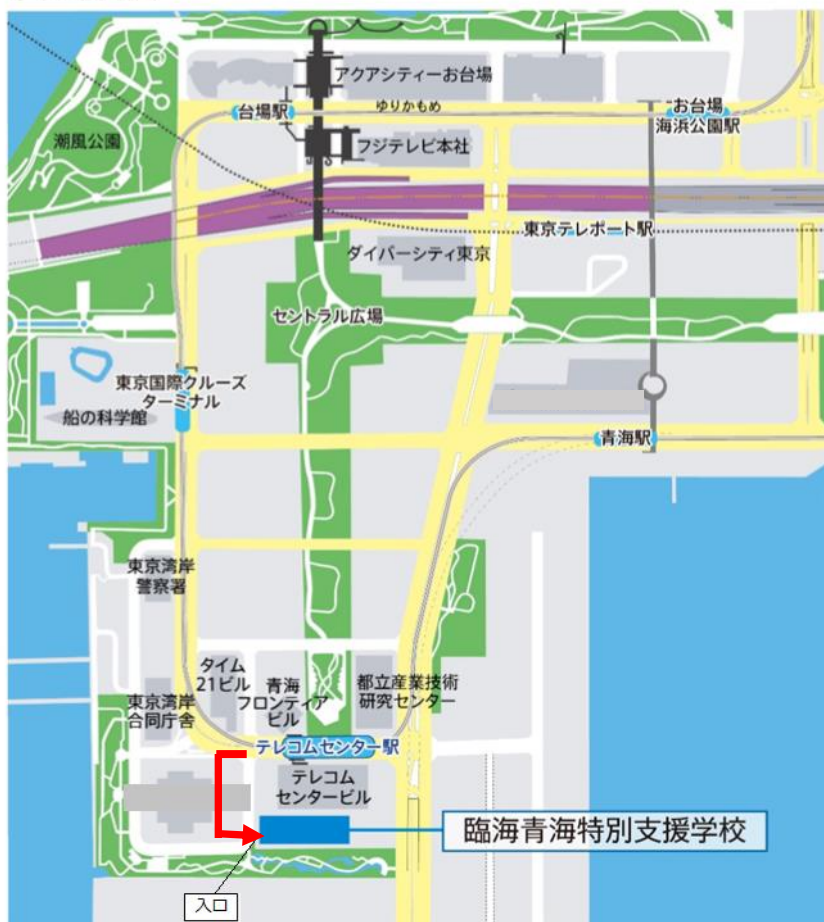 アクアシティーお台場
台場駅
ゆりかもめ
お台場
海浜公園駅
潮風公園
フジテレビ本社
東京テレポート駅
ダイバーシティ東京
セントラル広場
東京国際クルーズ
ターミナル
船の科学館
青海駅
東京湾岸
警察署
タイム
21ビル
青海
フロンティア
ビル
都立産業技術
研究センター
東京湾岸
合同庁舎
テレコムセンター駅
テレコム
センタービル
臨海青海特別支援学校
入口